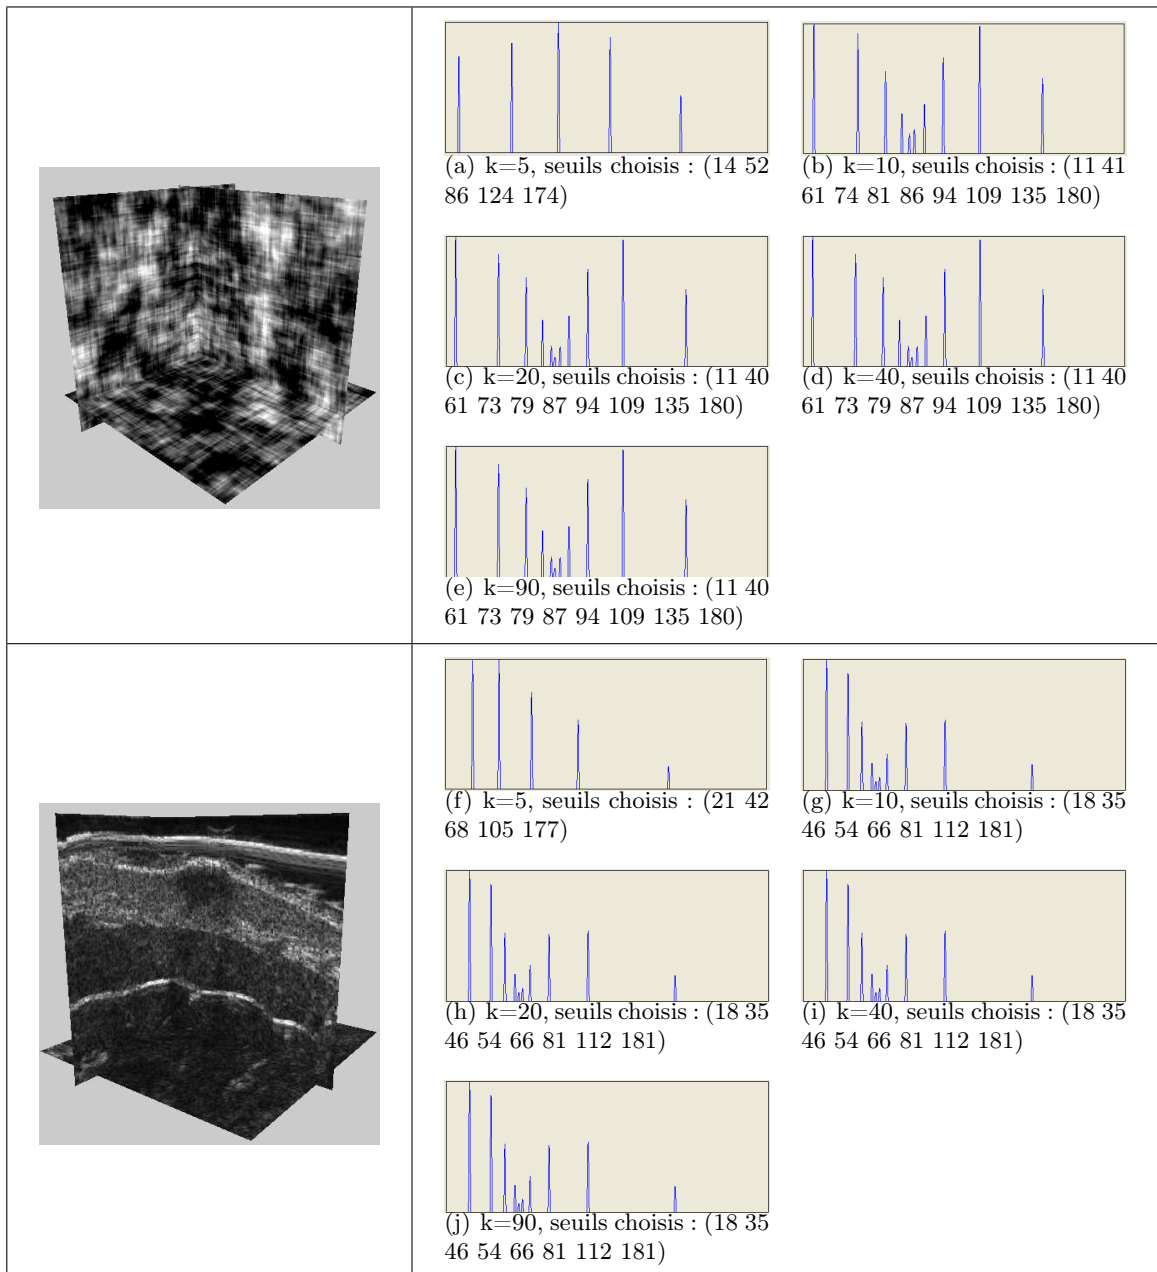 (a) k=5, seuils choisis : (14 52
86 124 174)
(b) k=10, seuils choisis : (11 41
61 74 81 86 94 109 135 180)
(c) k=20, seuils choisis : (11 40
61 73 79 87 94 109 135 180)
(d) k=40, seuils choisis : (11 40
61 73 79 87 94 109 135 180)
(e) k=90, seuils choisis : (11 40
61 73 79 87 94 109 135 180)
(f) k=5, seuils choisis : (21 42
68 105 177)
(g) k=10, seuils choisis : (18 35
46 54 66 81 112 181)
(h) k=20, seuils choisis : (18 35
46 54 66 81 112 181)
(i) k=40, seuils choisis : (18 35
46 54 66 81 112 181)
(j) k=90, seuils choisis : (18 35
46 54 66 81 112 181)